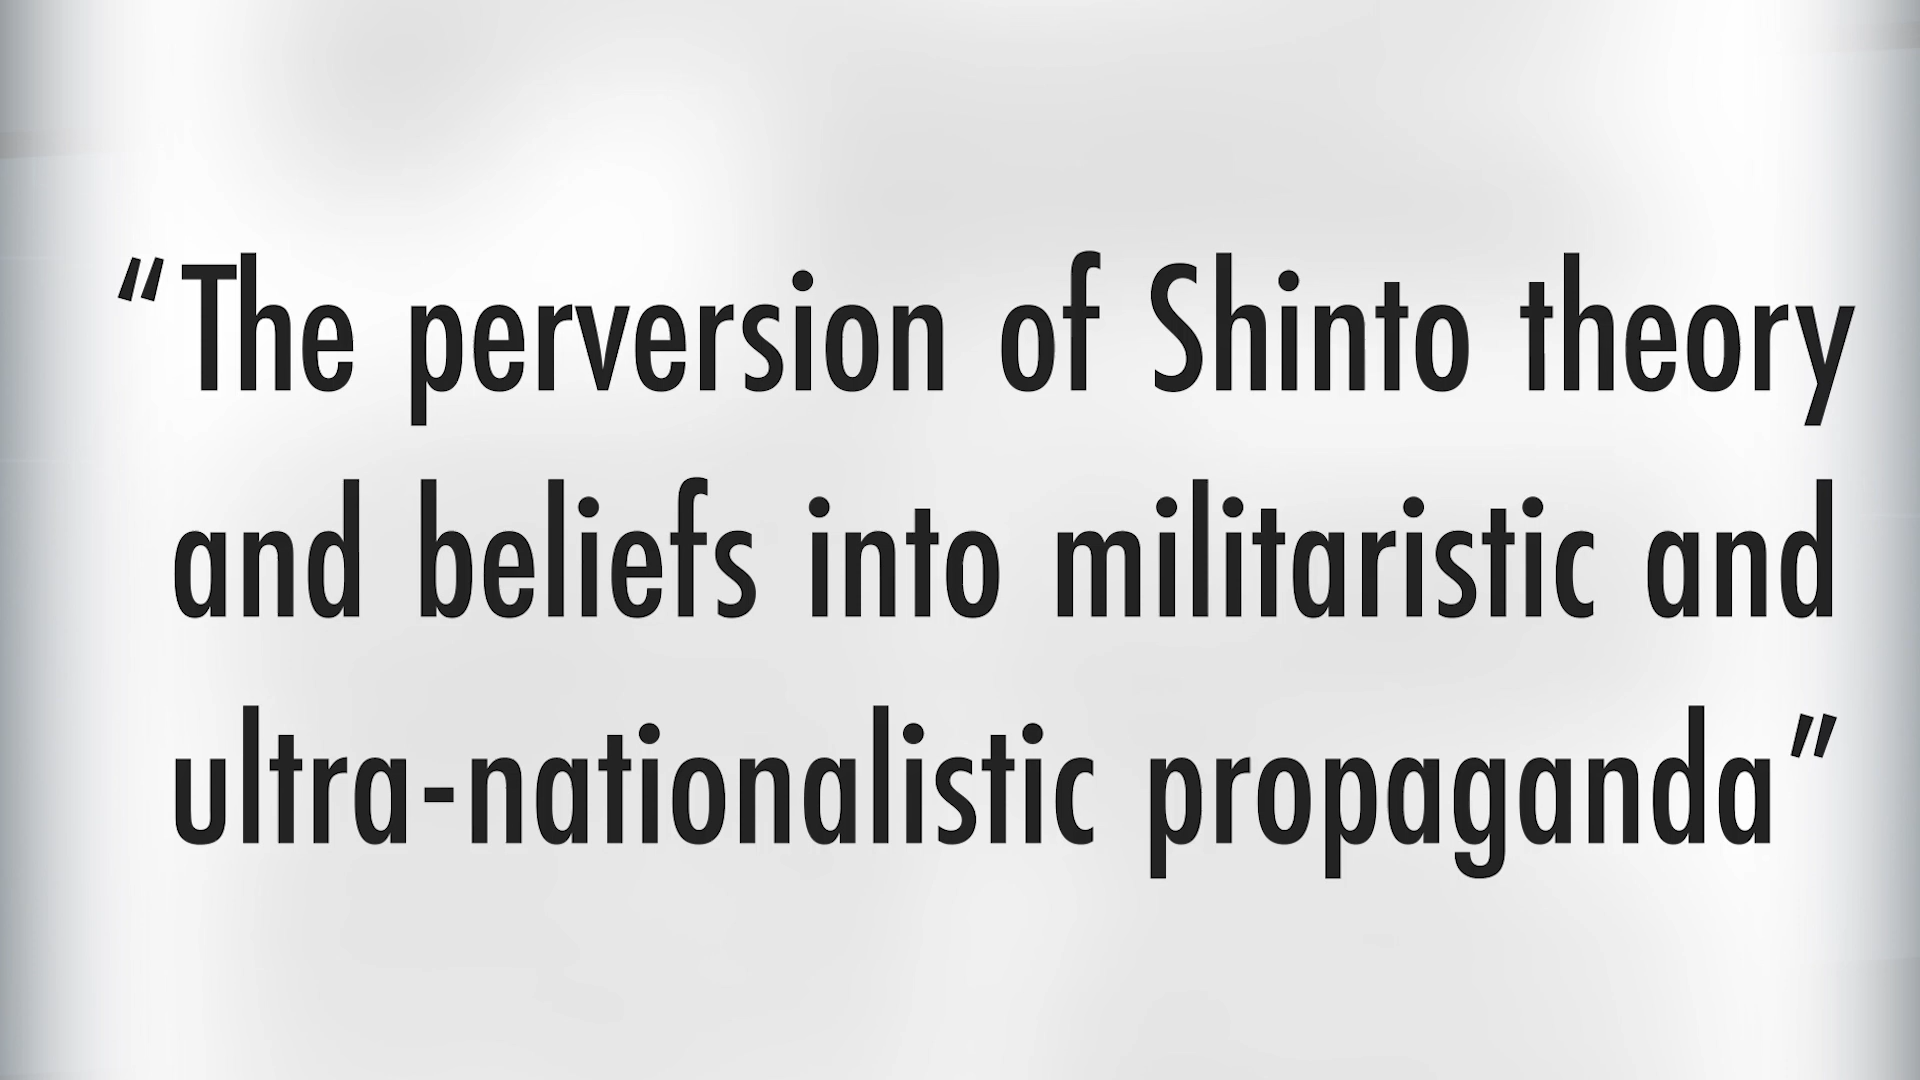 “The perversion of Shinto theory
and beliefs into militaristic and
ultra-nationalistic propaganda”